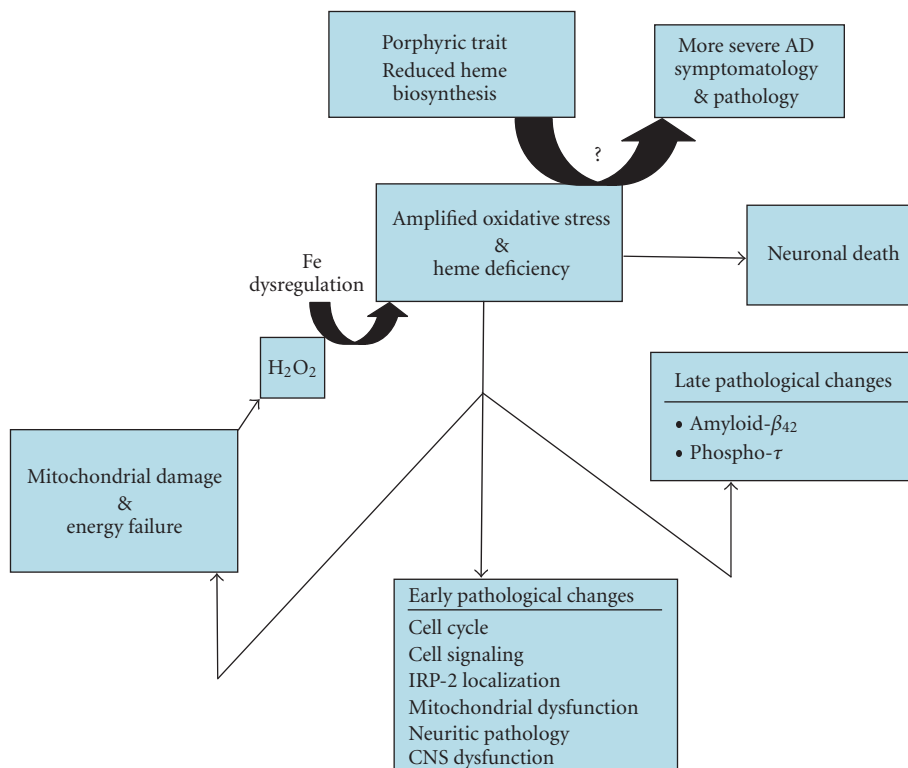 Porphyric trait
Reduced heme
biosynthesis
More severe AD
symptomatology
& pathology
?
Amplified oxidative stress
&
heme deficiency
Neuronal death
Fe
dysregulation
H₂O₂
Late pathological changes
• Amyloid-β₄₂
• Phospho-τ
Mitochondrial damage
&
energy failure
Early pathological changes
Cell cycle
Cell signaling
IRP-2 localization
Mitochondrial dysfunction
Neuritic pathology
CNS dysfunction